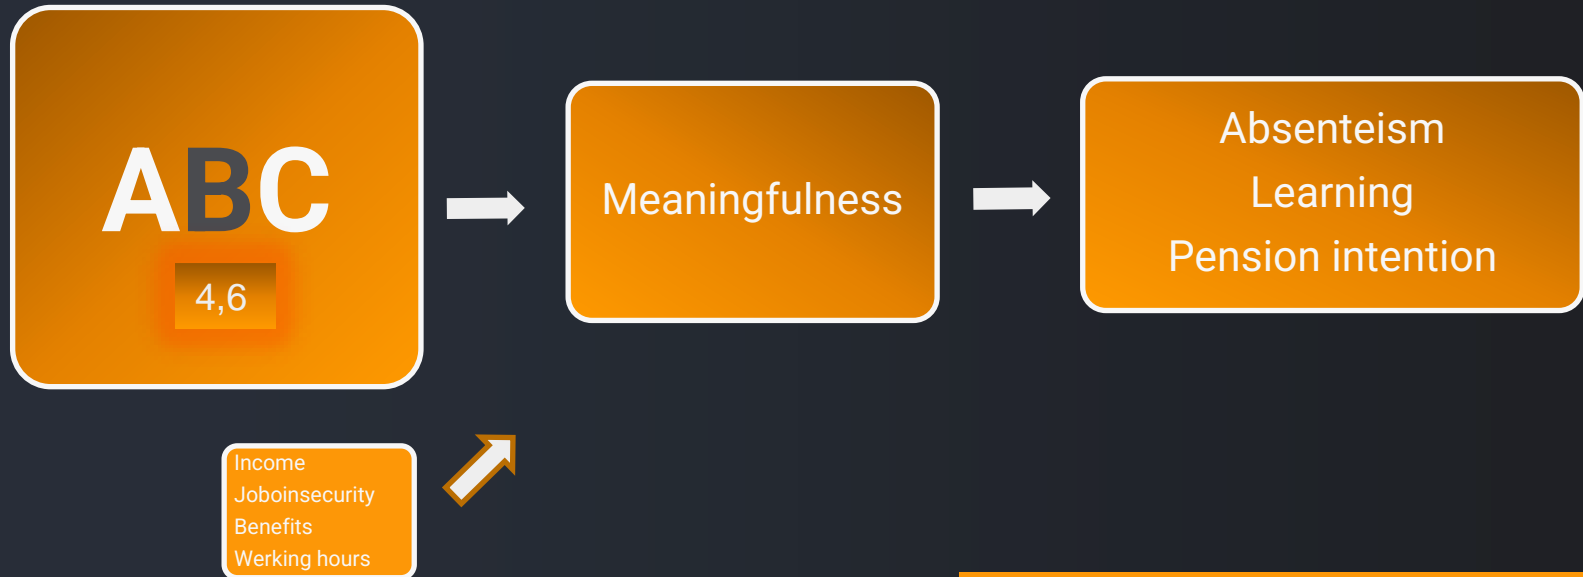 ABC
4,6
Meaningfulness
Absenteism
Learning
Pension intention
Income
Joboinsecurity
Benefits
Werking hours